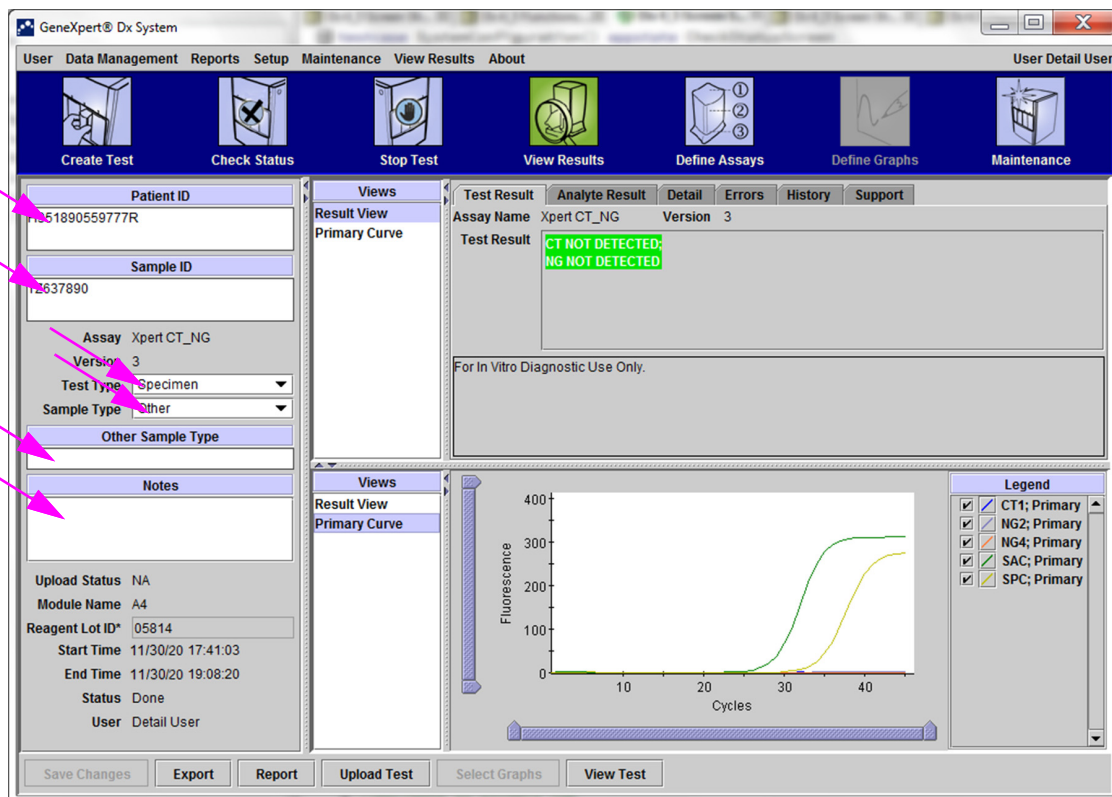 GeneXpert® Dx System
User Data Management Reports Setup Maintenance View Results About User Detail User
Create Test Check Status Stop Test View Results Define Assays Define Graphs Maintenance
Patient ID
51890559777R
Sample ID
637890
Assay Xpert CT_NG
Version 3
Test Type Specimen
Sample Type Other
Other Sample Type
Notes
Upload Status NA
Module Name A4
Reagent Lot ID* 05814
Start Time 11/30/20 17:41:03
End Time 11/30/20 19:08:20
Status Done
User Detail User
Views
Result View
Primary Curve
Test Result Analyte Result Detail Errors History Support
Assay Name Xpert CT_NG Version 3
Test Result CT NOT DETECTED;
NG NOT DETECTED
For In Vitro Diagnostic Use Only.
Views
Result View
Primary Curve
Fluorescence
400
300
200
100
0
10 20 30 40
Cycles
Legend
CT1; Primary
NG2; Primary
NG4; Primary
SAC; Primary
SPC; Primary
Save Changes Export Report Upload Test Select Graphs View Test